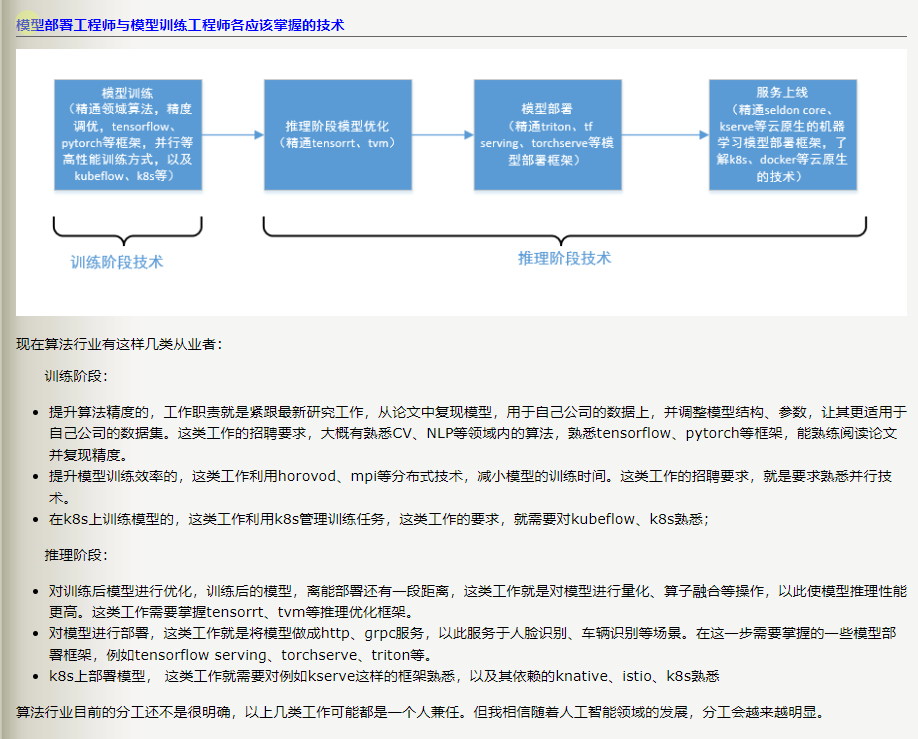 模型部署工程师与模型训练工程师各应该掌握的技术
模型训练
（精通领域算法，精度
调优，tensorflow、
pytorch等框架，并行等
高性能训练方式，以及
kubeflow、k8s等）
推理阶段模型优化
（精通tensorrt、tvm）
模型部署
（精通triton、tf
serving、torchserve等模
型部署框架）
服务上线
（精通seldon core、
kserve等云原生的机器
学习模型部署框架，了
解k8s、docker等云原生
的技术）
训练阶段技术
推理阶段技术
现在算法行业有这样几类从业者：
训练阶段：
• 提升算法精度的，工作职责就是紧跟最新研究工作，从论文中复现模型，用于自己公司的数据上，并调整模型结构、参数，让其更适用于
自己公司的数据集。这类工作的招聘要求，大概有熟悉CV、NLP等领域内的算法，熟悉tensorflow、pytorch等框架，能熟练阅读论文
并复现精度。
• 提升模型训练效率的，这类工作利用horovod、mpi等分布式技术，减小模型的训练时间。这类工作的招聘要求，就是要求熟悉并行技
术。
• 在k8s上训练模型的，这类工作利用k8s管理训练任务，这类工作的要求，就需要对kubeflow、k8s熟悉；
推理阶段：
• 对训练后模型进行优化，训练后的模型，离能部署还有一段距离，这类工作就是对模型进行量化、算子融合等操作，以此使模型推理性能
更高。这类工作需要掌握tensorrt、tvm等推理优化框架。
• 对模型进行部署，这类工作就是将模型做成http、grpc服务，以此服务于人脸识别、车辆识别等场景。在这一步需要掌握的一些模型部
署框架，例如tensorflow serving、torchserve、triton等。
• k8s上部署模型， 这类工作就需要对例如kserve这样的框架熟悉，以及其依赖的knative、istio、k8s熟悉
算法行业目前的分工还不是很明确，以上几类工作可能都是一个人兼任。但我相信随着人工智能领域的发展，分工会越来越明显。